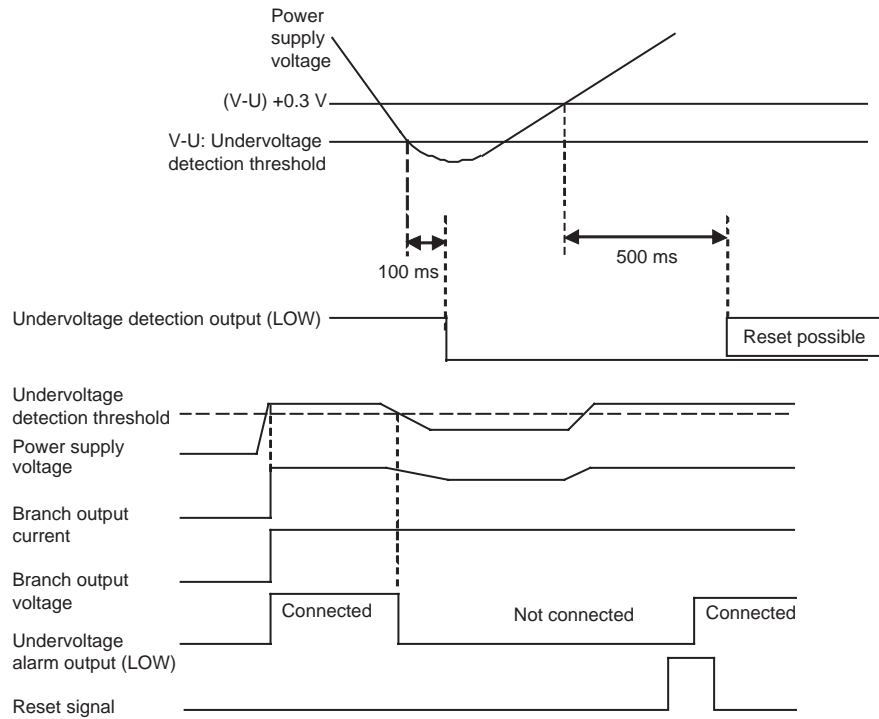 Power
supply
voltage
(V-U) +0.3 V
V-U: Undervoltage
detection threshold
100 ms
500 ms
Undervoltage detection output (LOW)
Reset possible
Undervoltage
detection threshold
Power supply
voltage
Branch output
current
Branch output
voltage
Connected
Not connected
Connected
Undervoltage
alarm output (LOW)
Reset signal